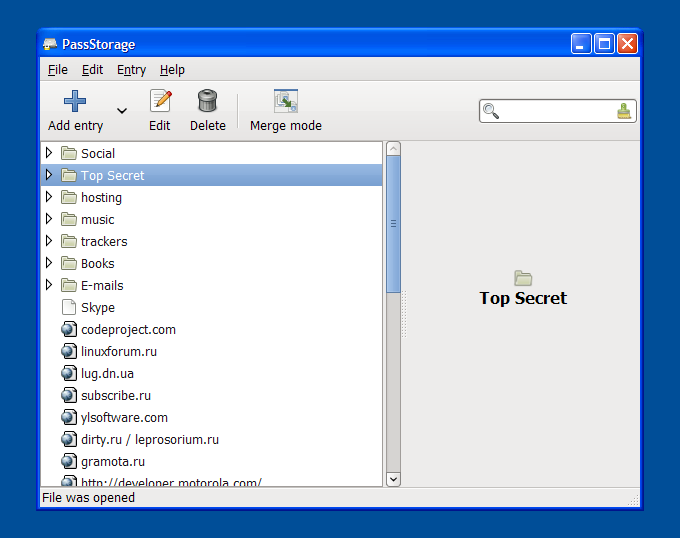 PassStorage
File Edit Entry Help
Add entry Edit Delete Merge mode
Social
Top Secret
hosting
music
trackers
Books
E-mails
Skype
codeproject.com
linuxforum.ru
lug.dn.ua
subscribe.ru
ylsoftware.com
dirty.ru / leprosorium.ru
gramota.ru
http://developer.motorola.com/
Top Secret
File was opened